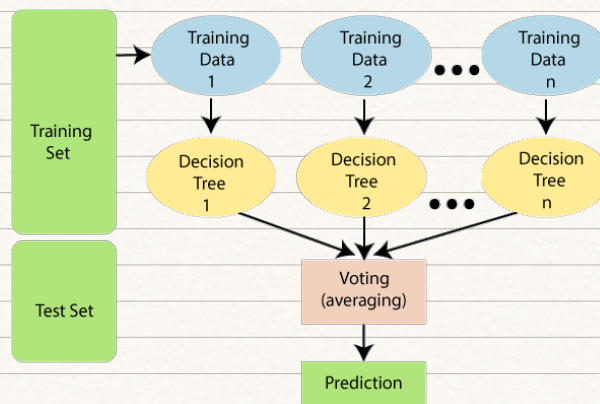 Training
Set
Training
Data
1
Training
Data
2
Training
Data
n
Decision
Tree
1
Decision
Tree
2
Decision
Tree
n
Test Set
Voting
(averaging)
Prediction